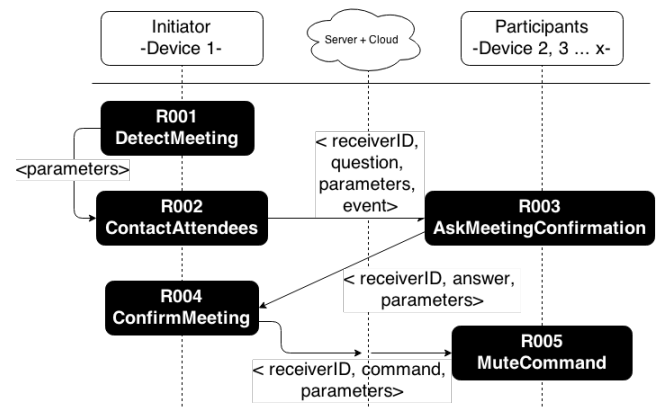 Initiator
-Device 1-
Server + Cloud
Participants
-Device 2, 3 ... x-
R001
DetectMeeting
<parameters>
< receiverID,
question,
parameters,
event>
R002
ContactAttendees
R003
AskMeetingConfirmation
< receiverID, answer,
parameters>
R004
ConfirmMeeting
R005
MuteCommand
< receiverID, command,
parameters>